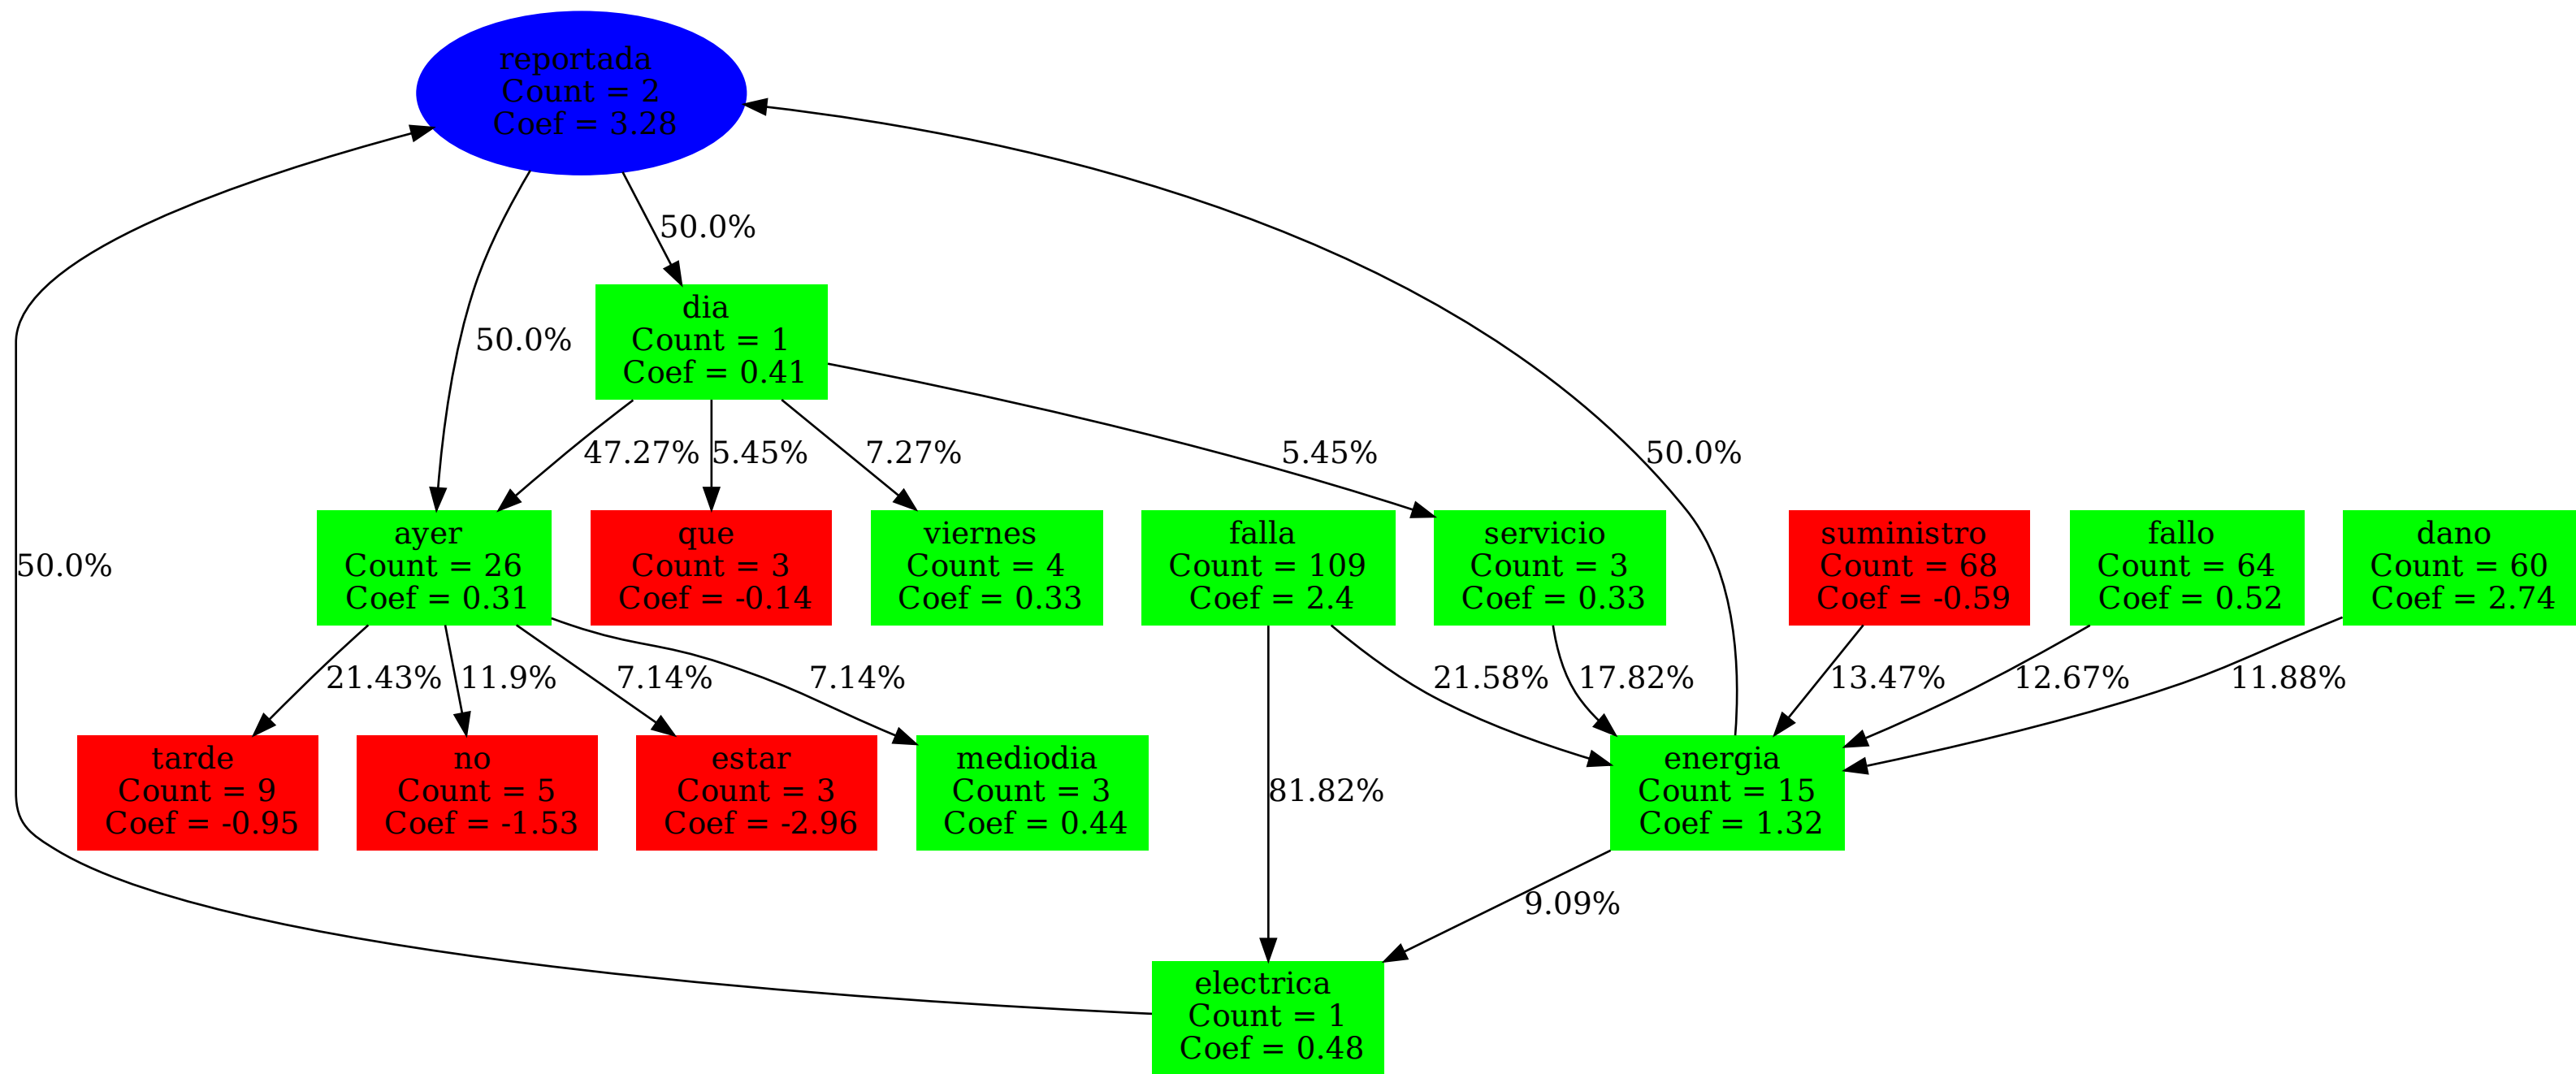 reportada
Count = 2
Coef = 3.28
50.0%
dia
Count = 1
Coef = 0.41
50.0%
47.27%
5.45%
7.27%
5.45%
50.0%
50.0%
ayer
Count = 26
Coef = 0.31
que
Count = 3
Coef = -0.14
viernes
Count = 4
Coef = 0.33
falla
Count = 109
Coef = 2.4
servicio
Count = 3
Coef = 0.33
suministro
Count = 68
Coef = -0.59
fallo
Count = 64
Coef = 0.52
dano
Count = 60
Coef = 2.74
21.43%
11.9%
7.14%
7.14%
21.58%
17.82%
13.47%
12.67%
11.88%
tarde
Count = 9
Coef = -0.95
no
Count = 5
Coef = -1.53
estar
Count = 3
Coef = -2.96
mediodia
Count = 3
Coef = 0.44
81.82%
energia
Count = 15
Coef = 1.32
9.09%
electrica
Count = 1
Coef = 0.48